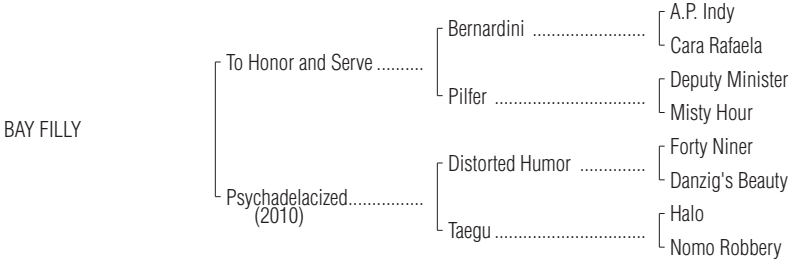 A.P. Indy
Bernardini ........................
Cara Rafaela
To Honor and Serve ..........
Deputy Minister
Pilfer ................................
Misty Hour
BAY FILLY
Forty Niner
Distorted Humor ..............
Danzig's Beauty
Psychadelacized................
(2010)
Halo
Taegu ................................
Nomo Robbery